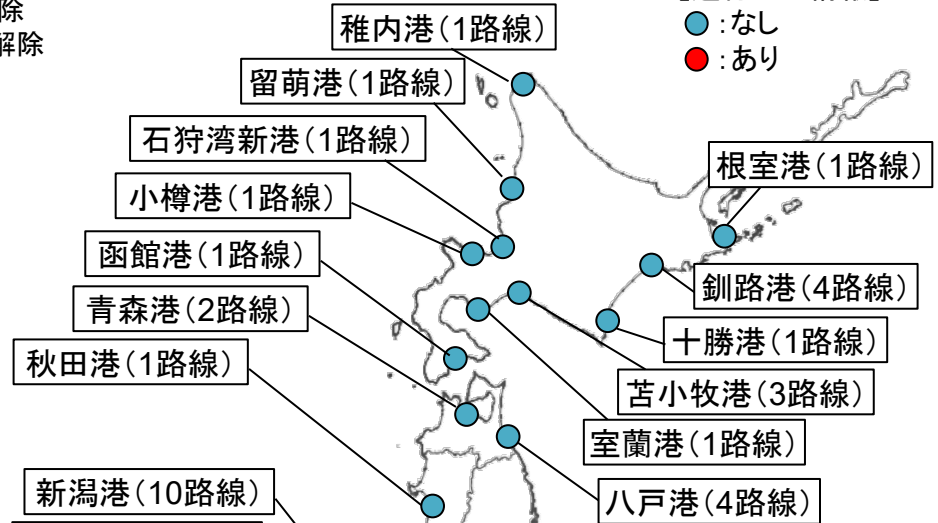 除
解除
:なし
:あり
稚内港(1路線)
留萌港(1路線)
石狩湾新港(1路線)
根室港(1路線)
小樽港(1路線)
函館港(1路線)
釧路港(4路線)
青森港(2路線)
十勝港(1路線)
秋田港(1路線)
苫小牧港(3路線)
室蘭港(1路線)
新潟港(10路線)
八戸港(4路線)